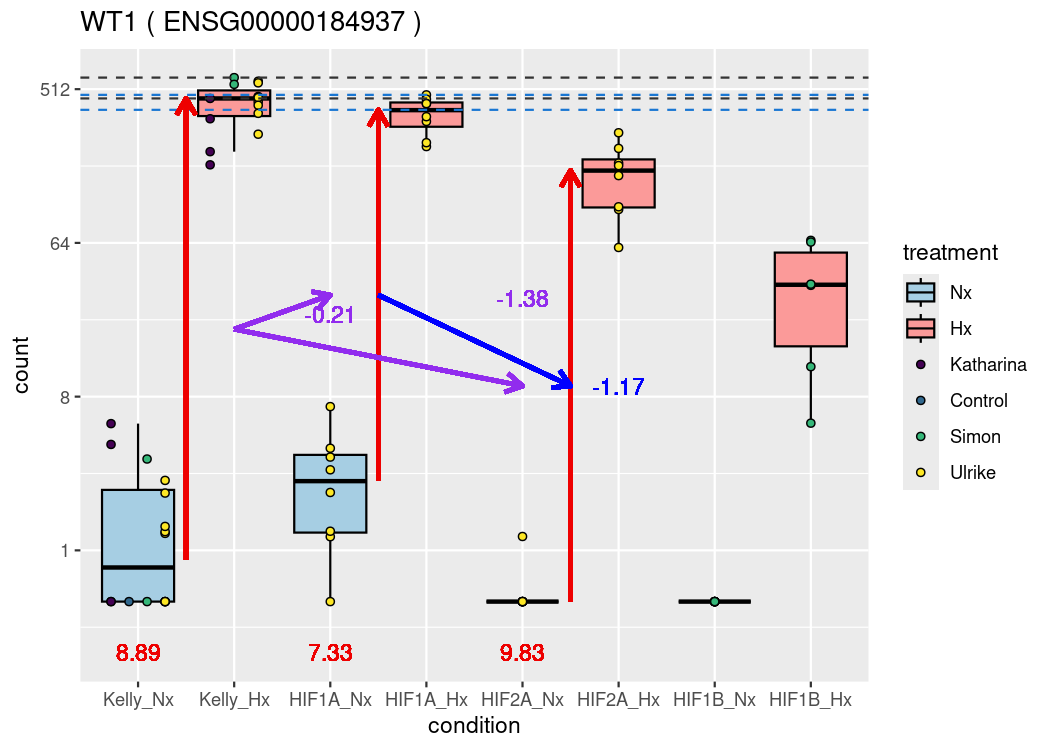 WT1 ( ENSG00000184937 )
512
64
8
1
count
-0.21
-1.38
-1.17
8.89
7.33
9.83
Kelly_Nx
Kelly_Hx
HIF1A_Nx
HIF1A_Hx
HIF2A_Nx
HIF2A_Hx
HIF1B_Nx
HIF1B_Hx
condition
treatment
Nx
Hx
Katharina
Control
Simon
Ulrike